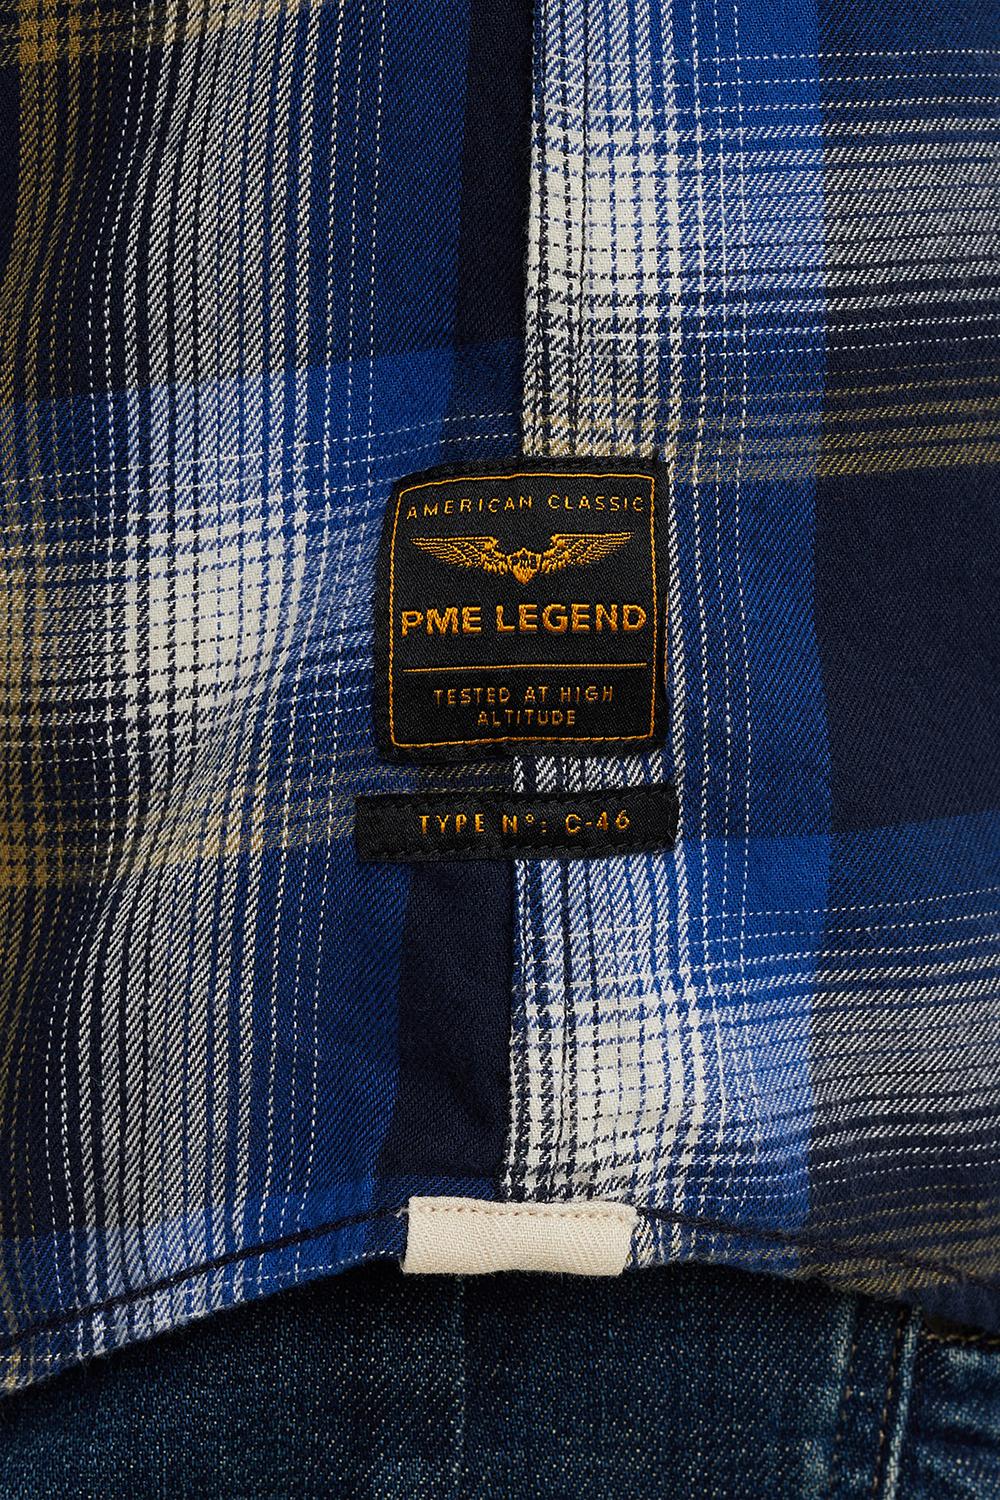 AMERICAN CLASSIC
PME LEGEND
TESTED AT HIGH
ALTITUDE
TYPE N°: C-46